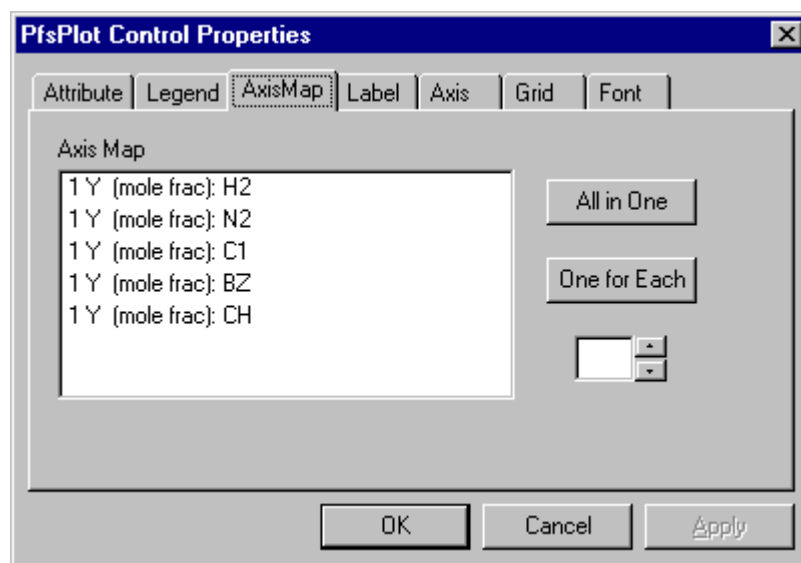 PfsPlot Control Properties
Attribute Legend AxisMap Label Axis Grid Font
Axis Map
1 Y (mole frac): H2
1 Y (mole frac): N2
1 Y (mole frac): C1
1 Y (mole frac): BZ
1 Y (mole frac): CH
All in One
One for Each
OK Cancel Apply